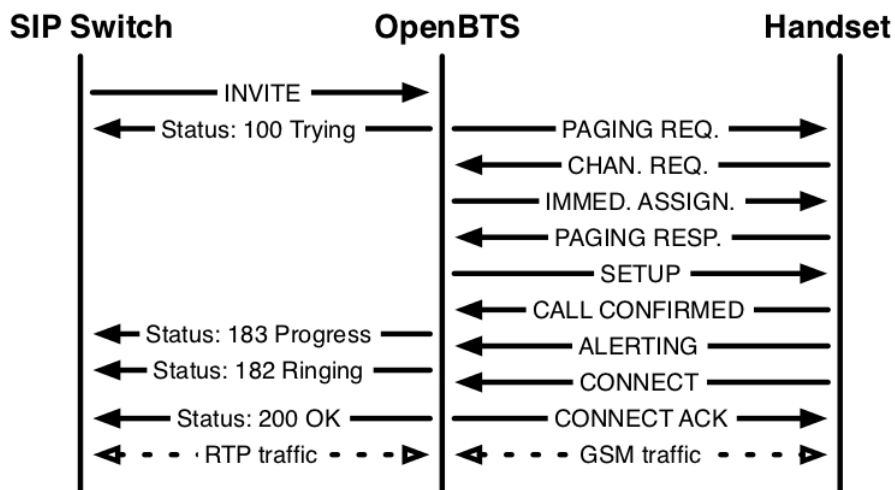 SIP Switch OpenBTS Handset
INVITE
Status: 100 Trying PAGING REQ.
CHAN. REQ.
IMMED. ASSIGN.
PAGING RESP.
SETUP
CALL CONFIRMED
Status: 183 Progress
ALERTING
Status: 182 Ringing
CONNECT
Status: 200 OK CONNECT ACK
RTP traffic GSM traffic